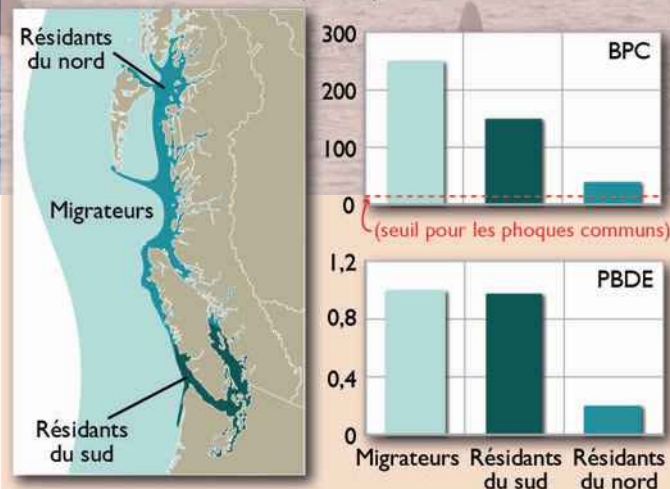 Résidants
du nord
Migrateurs
Résidants
du sud
300
BPC
200
100
0
(seuil pour les phoques communs)
1,2
PBDE
0,8
0,4
0
Migrateurs Résidants Résidants
du sud du nord